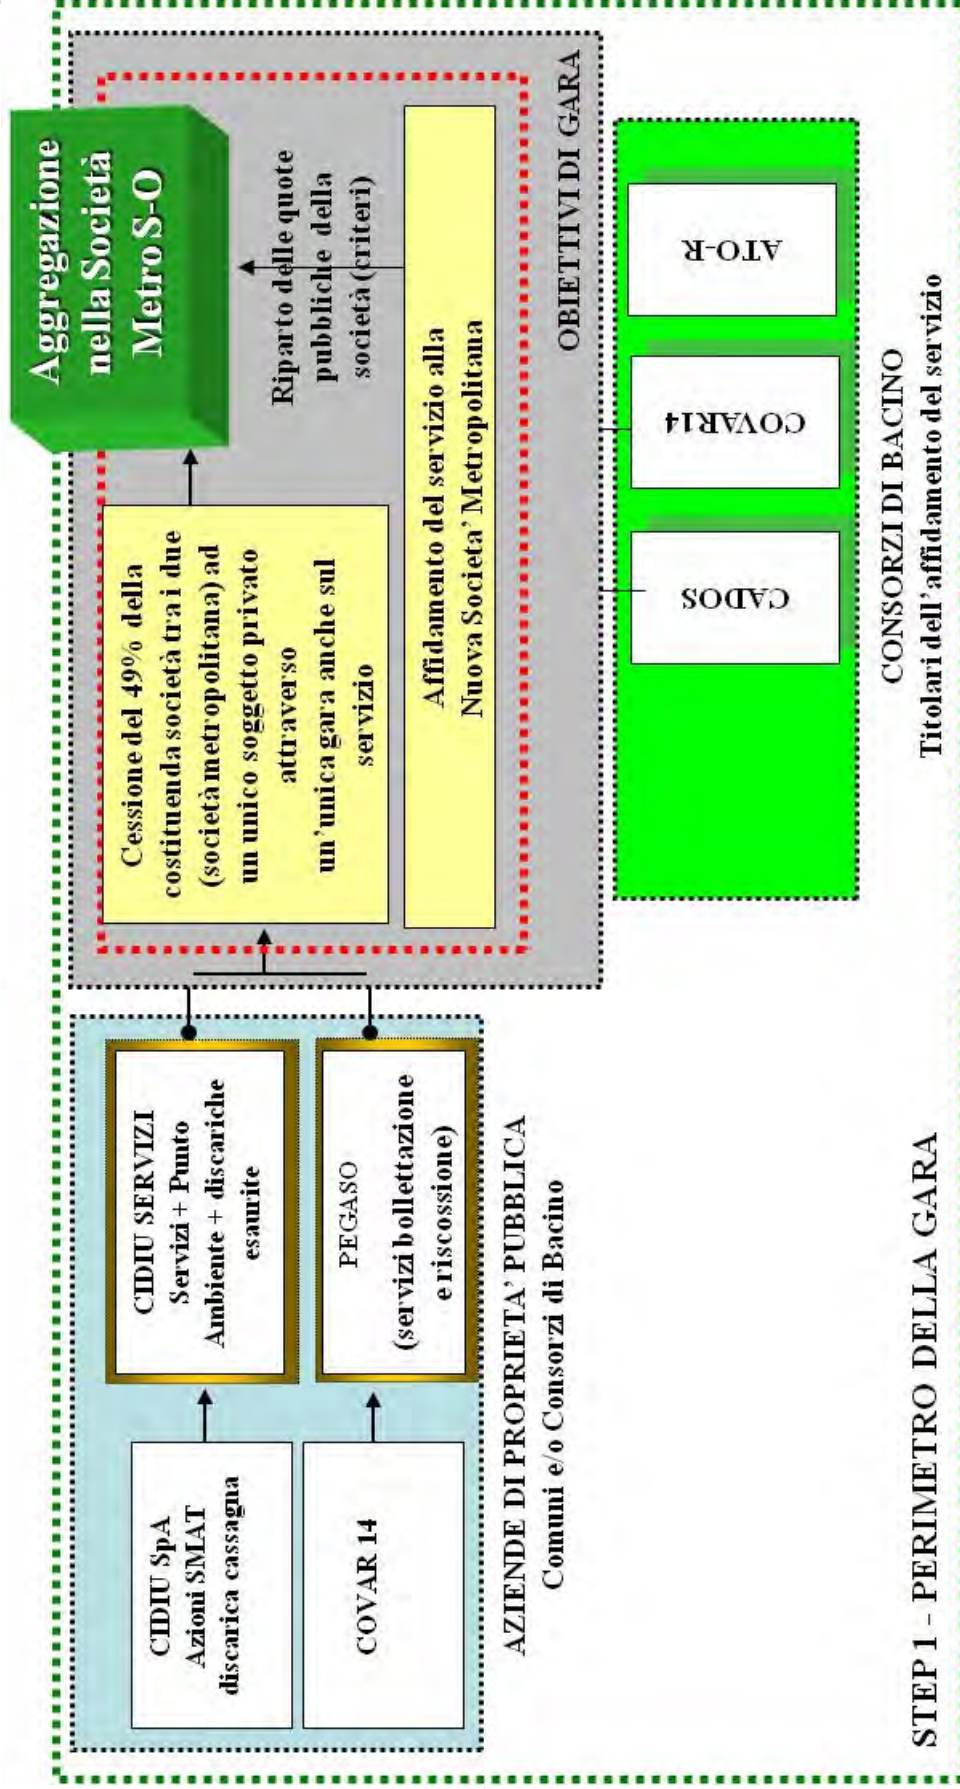 CIDIU SpA
Azioni SMAT
discarica cassagna
COVAR 14
CIDIU SERVIZI
Servizi + Punto
Ambiente + discariche
esaurite
PEGASO
(servizi bollettazione
e riscossione)
AZIENDE DI PROPRIETA' PUBBLICA
Comuni e/o Consorzi di Bacino
Cessione del 49% della
costituenda società tra i due
(società metropolitana) ad
un unico soggetto privato
attraverso
un'unica gara anche sul
servizio
Aggregazione
nella Società
Metro S-O
Riparto delle quote
pubbliche della
società (criteri)
Affidamento del servizio alla
Nuova Societa' Metropolitana
OBIETTIVI DI GARA
CADOS
COVAR14
ATO-R
CONSORZI DI BACINO
Titolari dell'affidamento del servizio
STEP 1 - PERIMETRO DELLA GARA